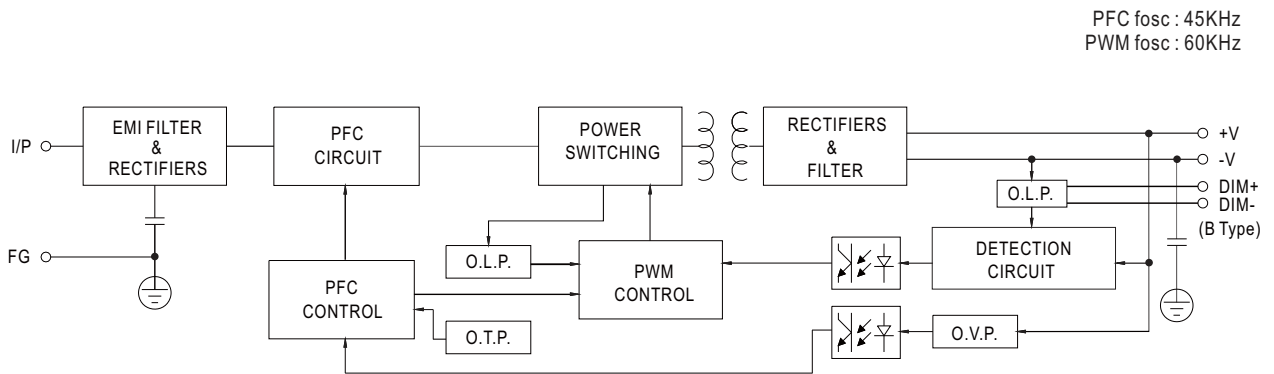 PFC fosc : 45KHz
PWM fosc : 60KHz
I/P
EMI FILTER
&
RECTIFIERS
PFC
CIRCUIT
POWER
SWITCHING
RECTIFIERS
&
FILTER
+V
-V
DIM+
DIM-
(B Type)
O.L.P.
FG
O.L.P.
PWM
CONTROL
DETECTION
CIRCUIT
PFC
CONTROL
O.T.P.
O.V.P.